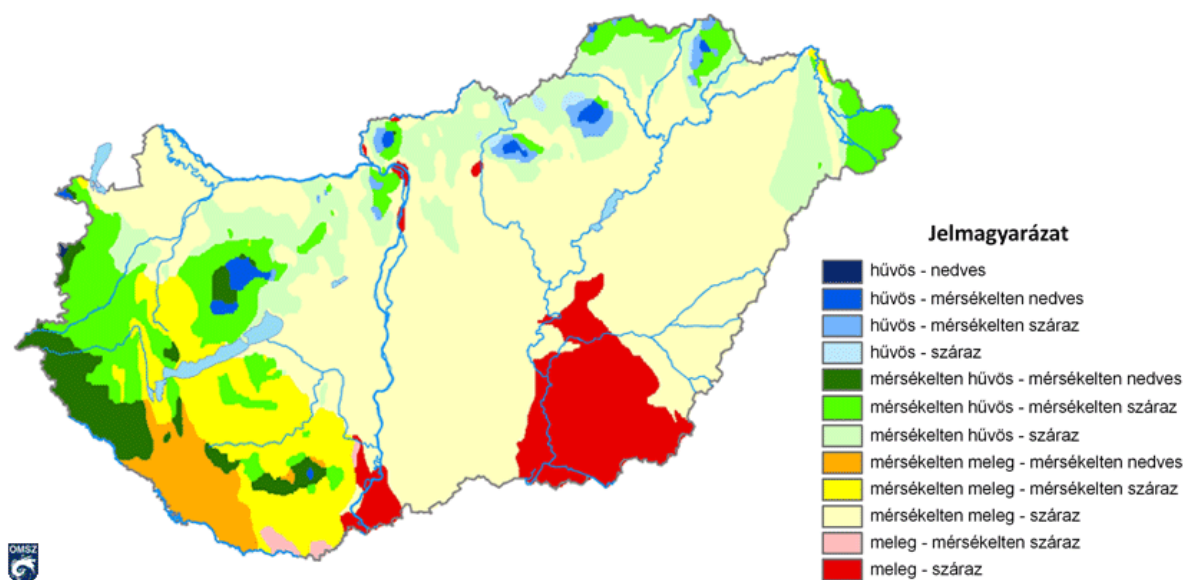 Jelmagyarázat
hűvös - nedves
hűvös - mérsékelten nedves
hűvös - mérsékelten száraz
hűvös - száraz
mérsékelten hűvös - mérsékelten nedves
mérsékelten hűvös - mérsékelten száraz
mérsékelten hűvös - száraz
mérsékelten meleg - mérsékelten nedves
mérsékelten meleg - mérsékelten száraz
mérsékelten meleg - száraz
meleg - mérsékelten száraz
meleg - száraz
OMSZ